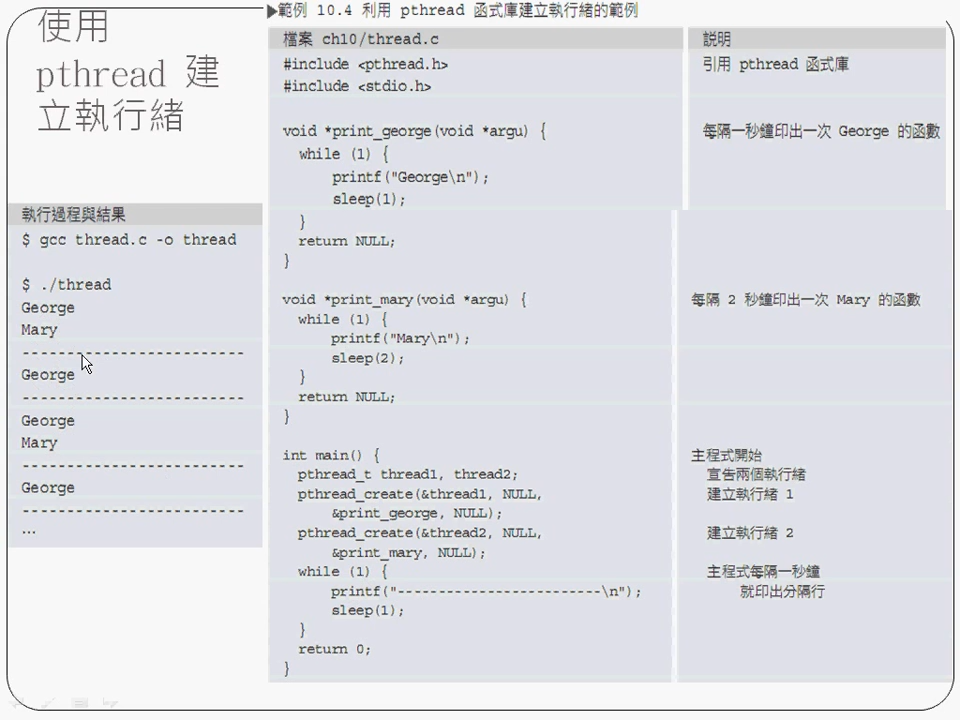 使用
pthread 建
立執行緒
▶範例 10.4 利用 pthread 函式庫建立執行緒的範例
檔案 ch10/thread.c
說明
#include <pthread.h>
引用 pthread 函式庫
#include <stdio.h>
void *print_george(void *argu) {
每隔一秒鐘印出一次 George 的函數
while (1) {
printf("George\n");
sleep(1);
}
return NULL;
}
void *print_mary(void *argu) {
每隔 2 秒鐘印出一次 Mary 的函數
while (1) {
printf("Mary\n");
sleep(2);
}
return NULL;
}
int main() {
主程式開始
pthread_t thread1, thread2;
宣告兩個執行緒
pthread_create(&thread1, NULL,
建立執行緒 1
&print_george, NULL);
pthread_create(&thread2, NULL,
建立執行緒 2
&print_mary, NULL);
while (1) {
主程式每隔一秒鐘
printf("-------------------------\n");
就印出分隔行
sleep(1);
}
return 0;
}
執行過程與結果
$ gcc thread.c -o thread
$ ./thread
George
Mary
-------------------------
George
-------------------------
George
Mary
-------------------------
George
-------------------------
...